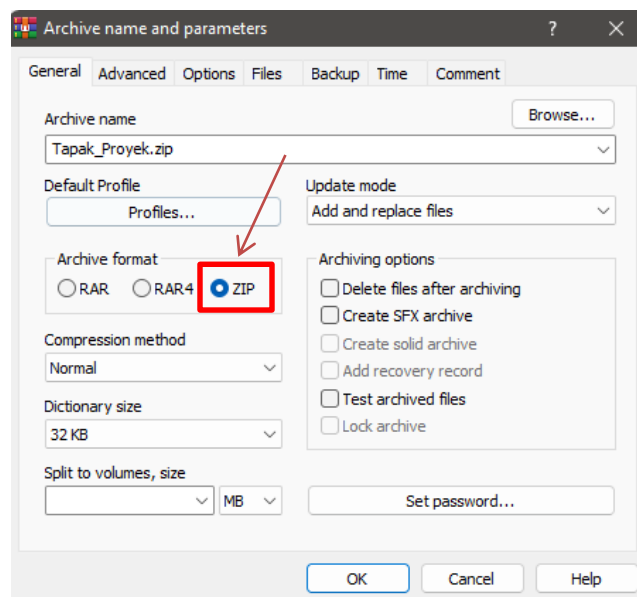 Archive name and parameters ?
General Advanced Options Files Backup Time Comment
Archive name
Browse...
Tapak_Proyek.zip
Default Profile
Profiles...
Update mode
Add and replace files
Archive format
RAR RAR4 ZIP
Compression method
Normal
Dictionary size
32 KB
Split to volumes, size
MB
Archiving options
Delete files after archiving
Create SFX archive
Create solid archive
Add recovery record
Test archived files
Lock archive
Set password...
OK Cancel Help